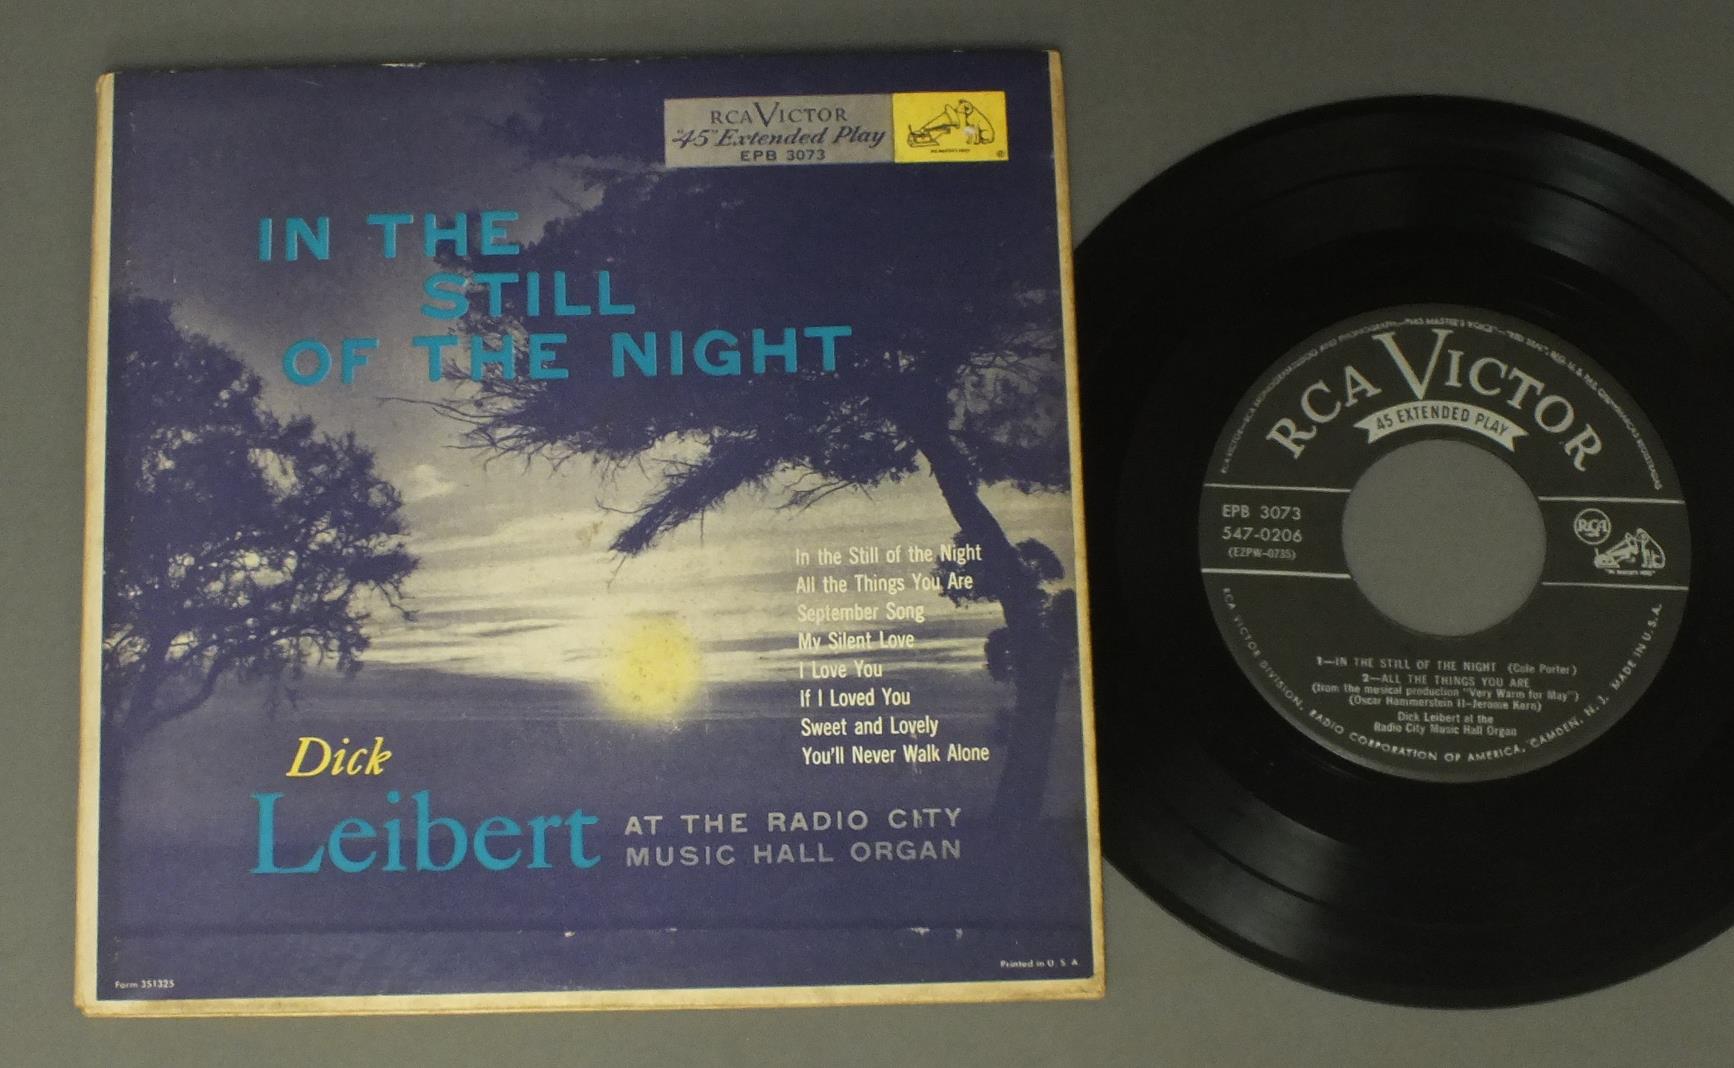 RCA VICTOR
"45" Extended Play
EPB 3073
"HIS MASTER'S VOICE"
IN THE
STILL
OF THE NIGHT
In the Still of the Night
All the Things You Are
September Song
My Silent Love
I Love You
If I Loved You
Sweet and Lovely
You'll Never Walk Alone
Dick
Leibert
AT THE RADIO CITY
MUSIC HALL ORGAN
Form 351325
Printed in U. S. A.
RCA VICTOR
45 EXTENDED PLAY
EPB 3073
547-0206
(E2PW-0735)
RCA
"HIS MASTER'S VOICE"
1—IN THE STILL OF THE NIGHT (Cole Porter)
2—ALL THE THINGS YOU ARE
(from the musical production "Very Warm for May")
(Oscar Hammerstein II-Jerome Kern)
Dick Leibert at the
Radio City Music Hall Organ
RCA VICTOR DIVISION, RADIO CORPORATION OF AMERICA, CAMDEN, N. J. MADE IN U. S. A.